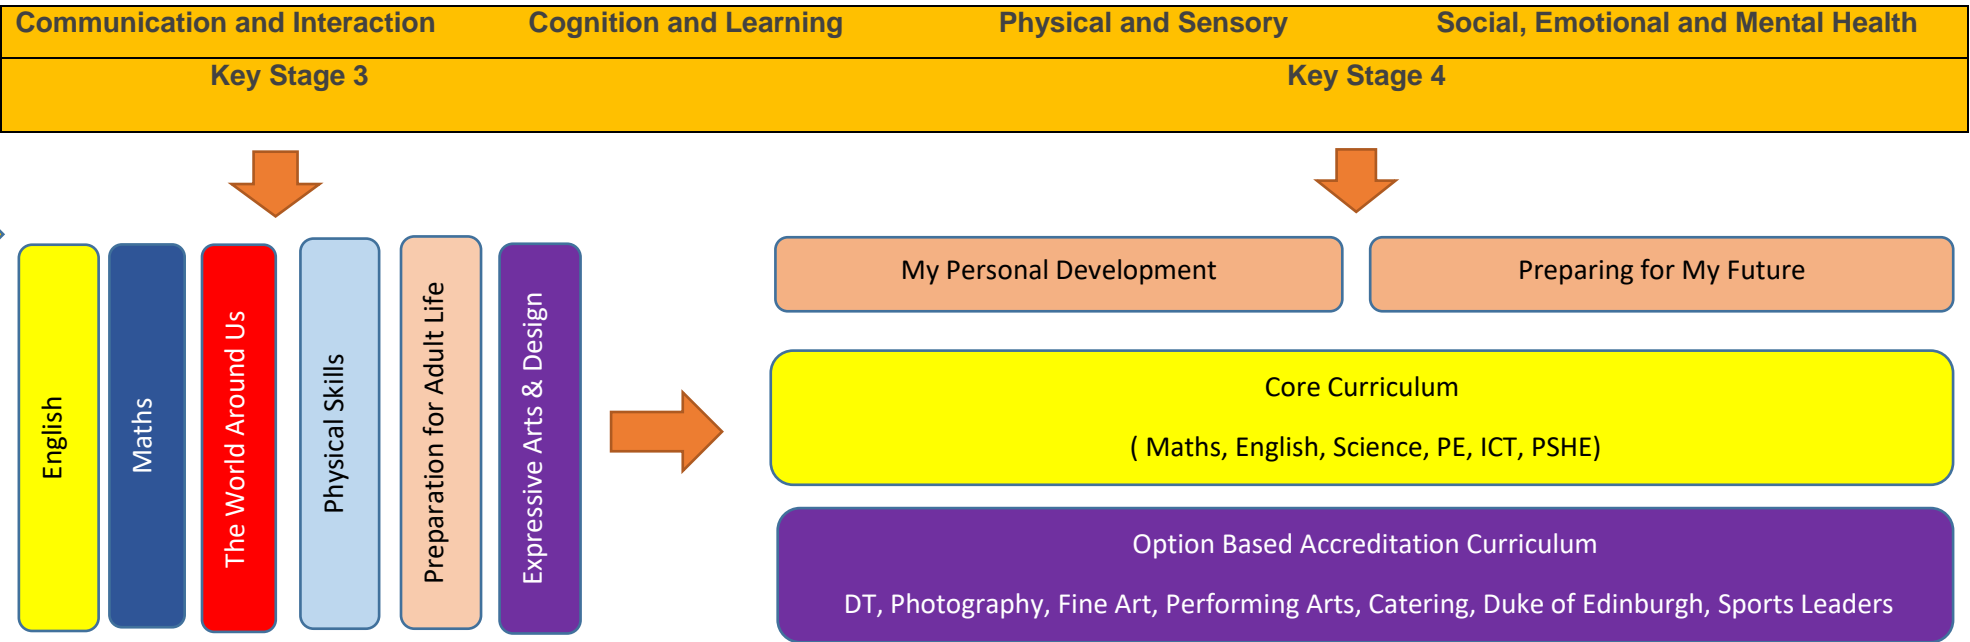 Communication and Interaction Cognition and Learning Physical and Sensory Social, Emotional and Mental Health
Key Stage 3 Key Stage 4
English
Maths
The World Around Us
Physical Skills
Preparation for Adult Life
Expressive Arts & Design
My Personal Development
Preparing for My Future
Core Curriculum
( Maths, English, Science, PE, ICT, PSHE)
Option Based Accreditation Curriculum
DT, Photography, Fine Art, Performing Arts, Catering, Duke of Edinburgh, Sports Leaders